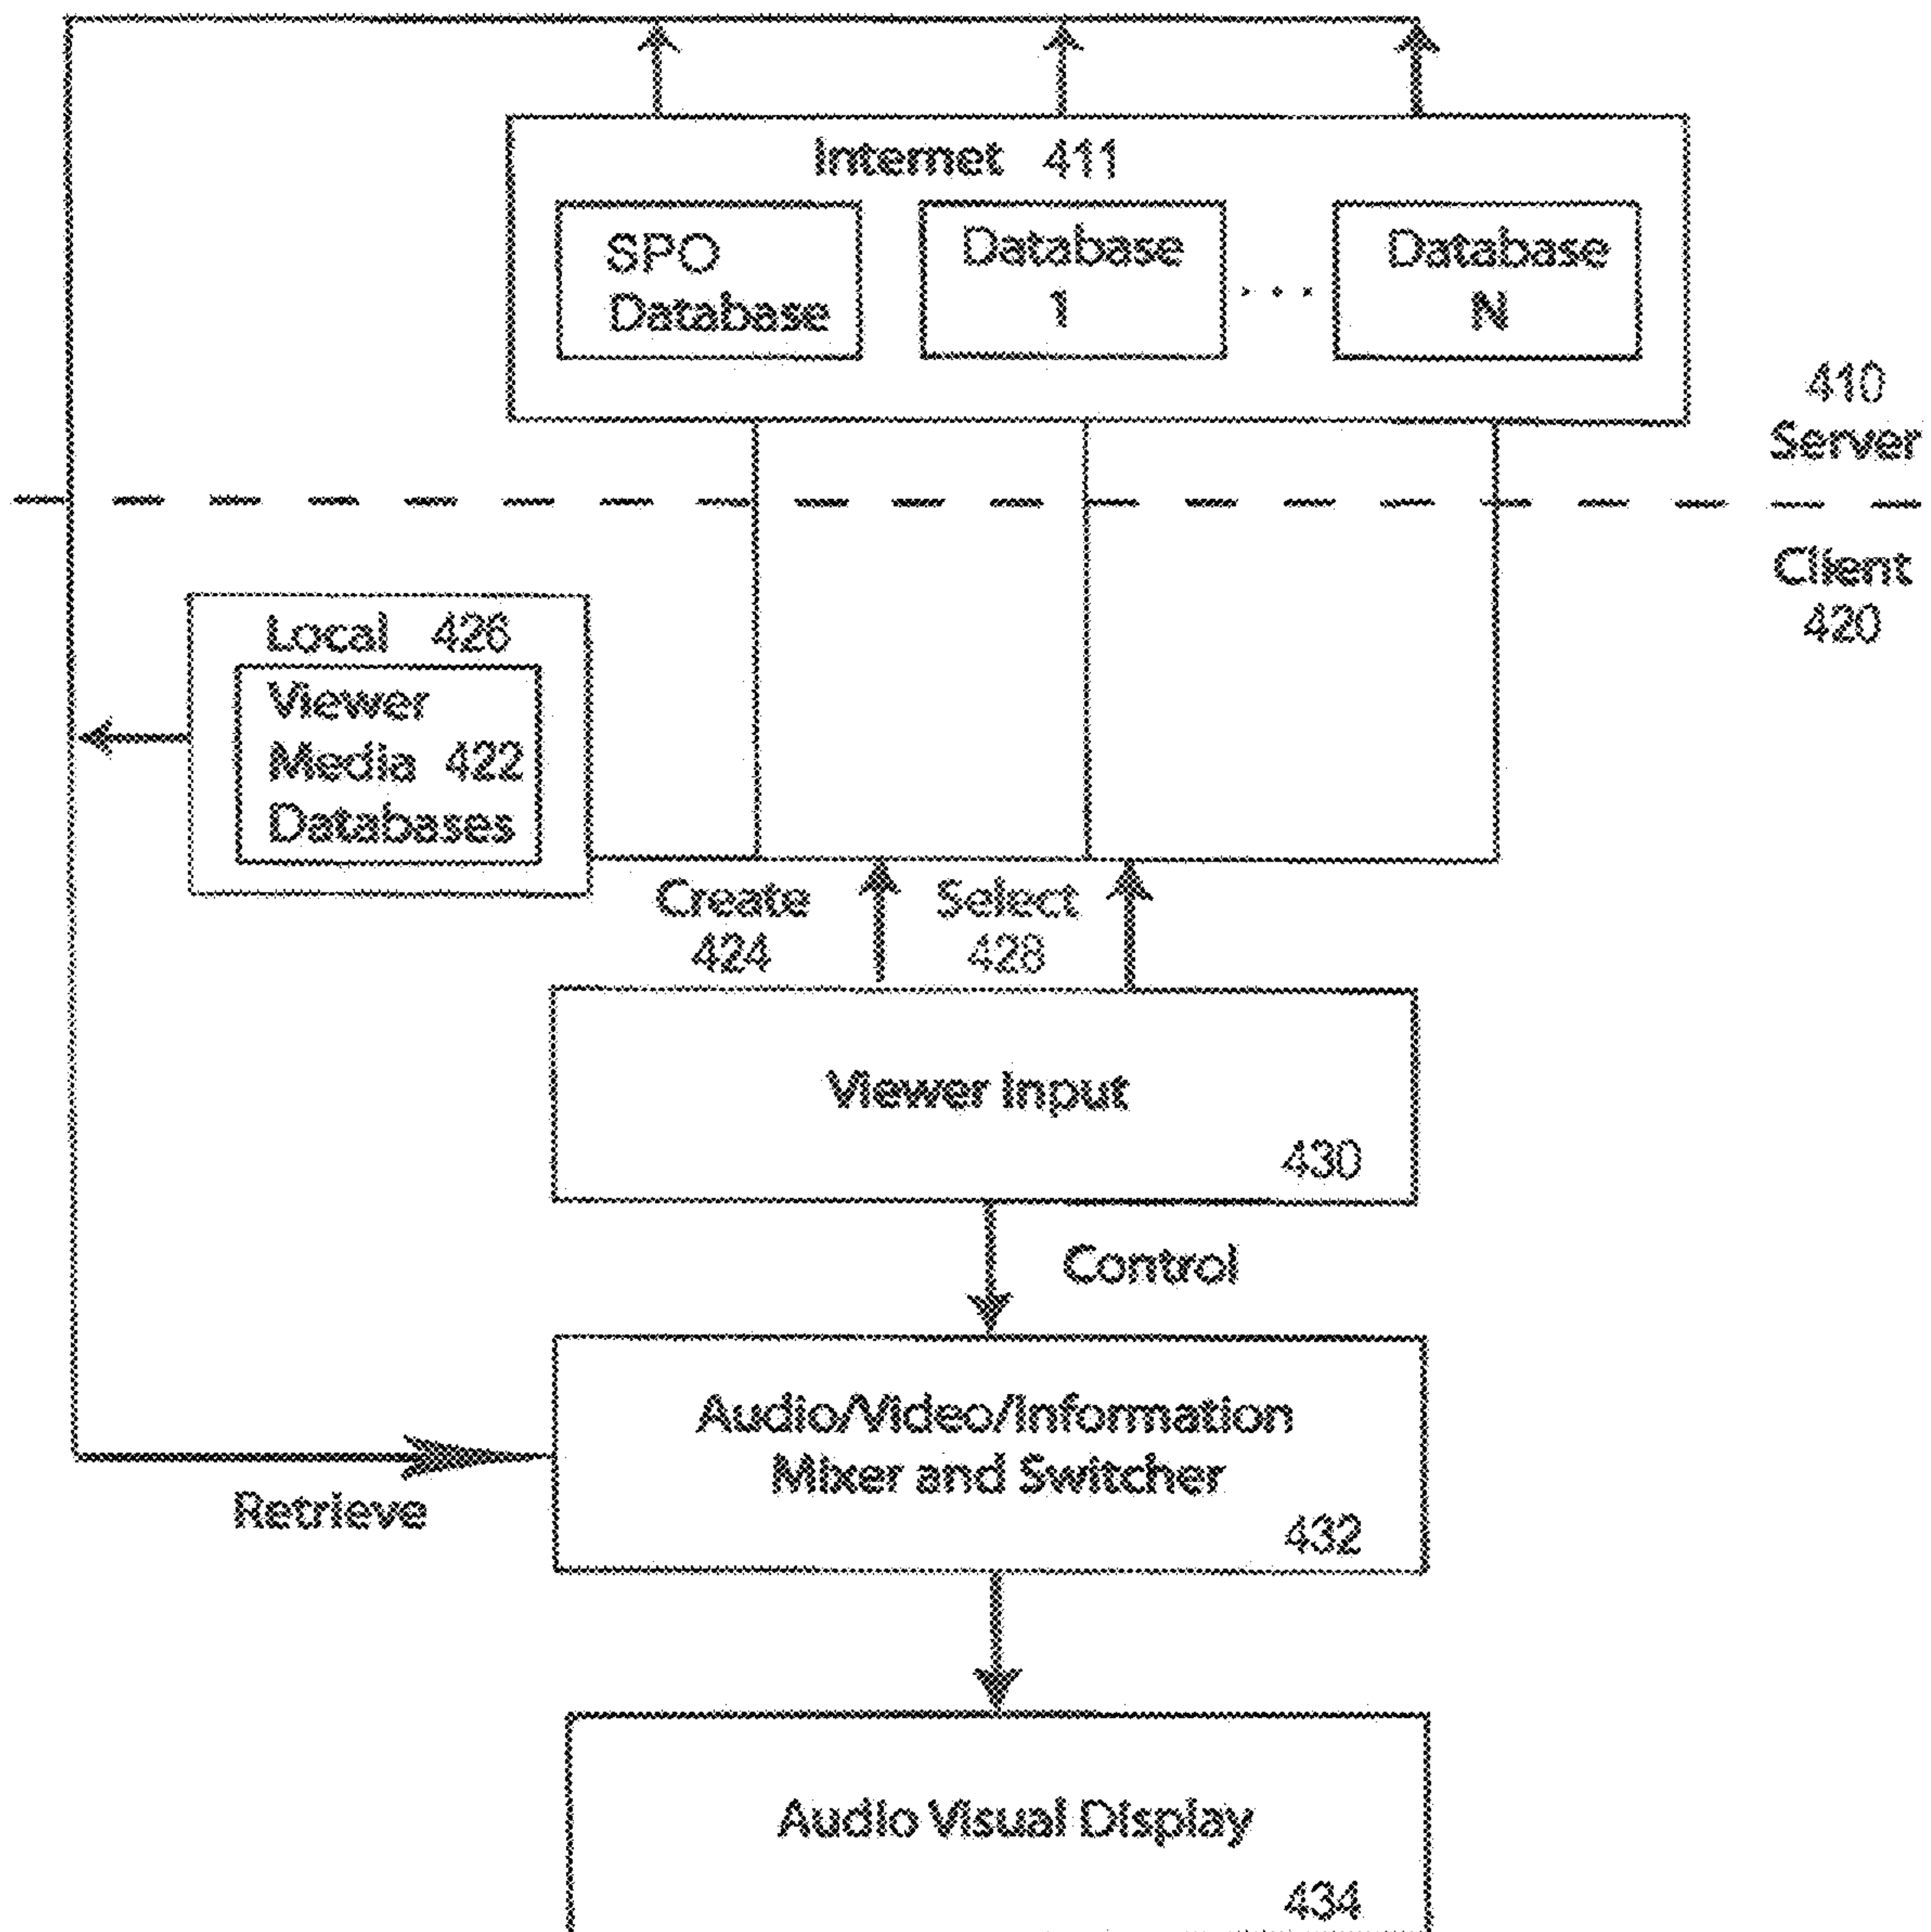 Internet 411
SPO
Database
Database
1
. . .
Database
N
410
Server
Client
420
Local 426
Viewer
Media 422
Databases
Create
424
Select
428
Viewer Input
430
Control
Audio/Video/Information
Mixer and Switcher
432
Retrieve
Audio Visual Display
434